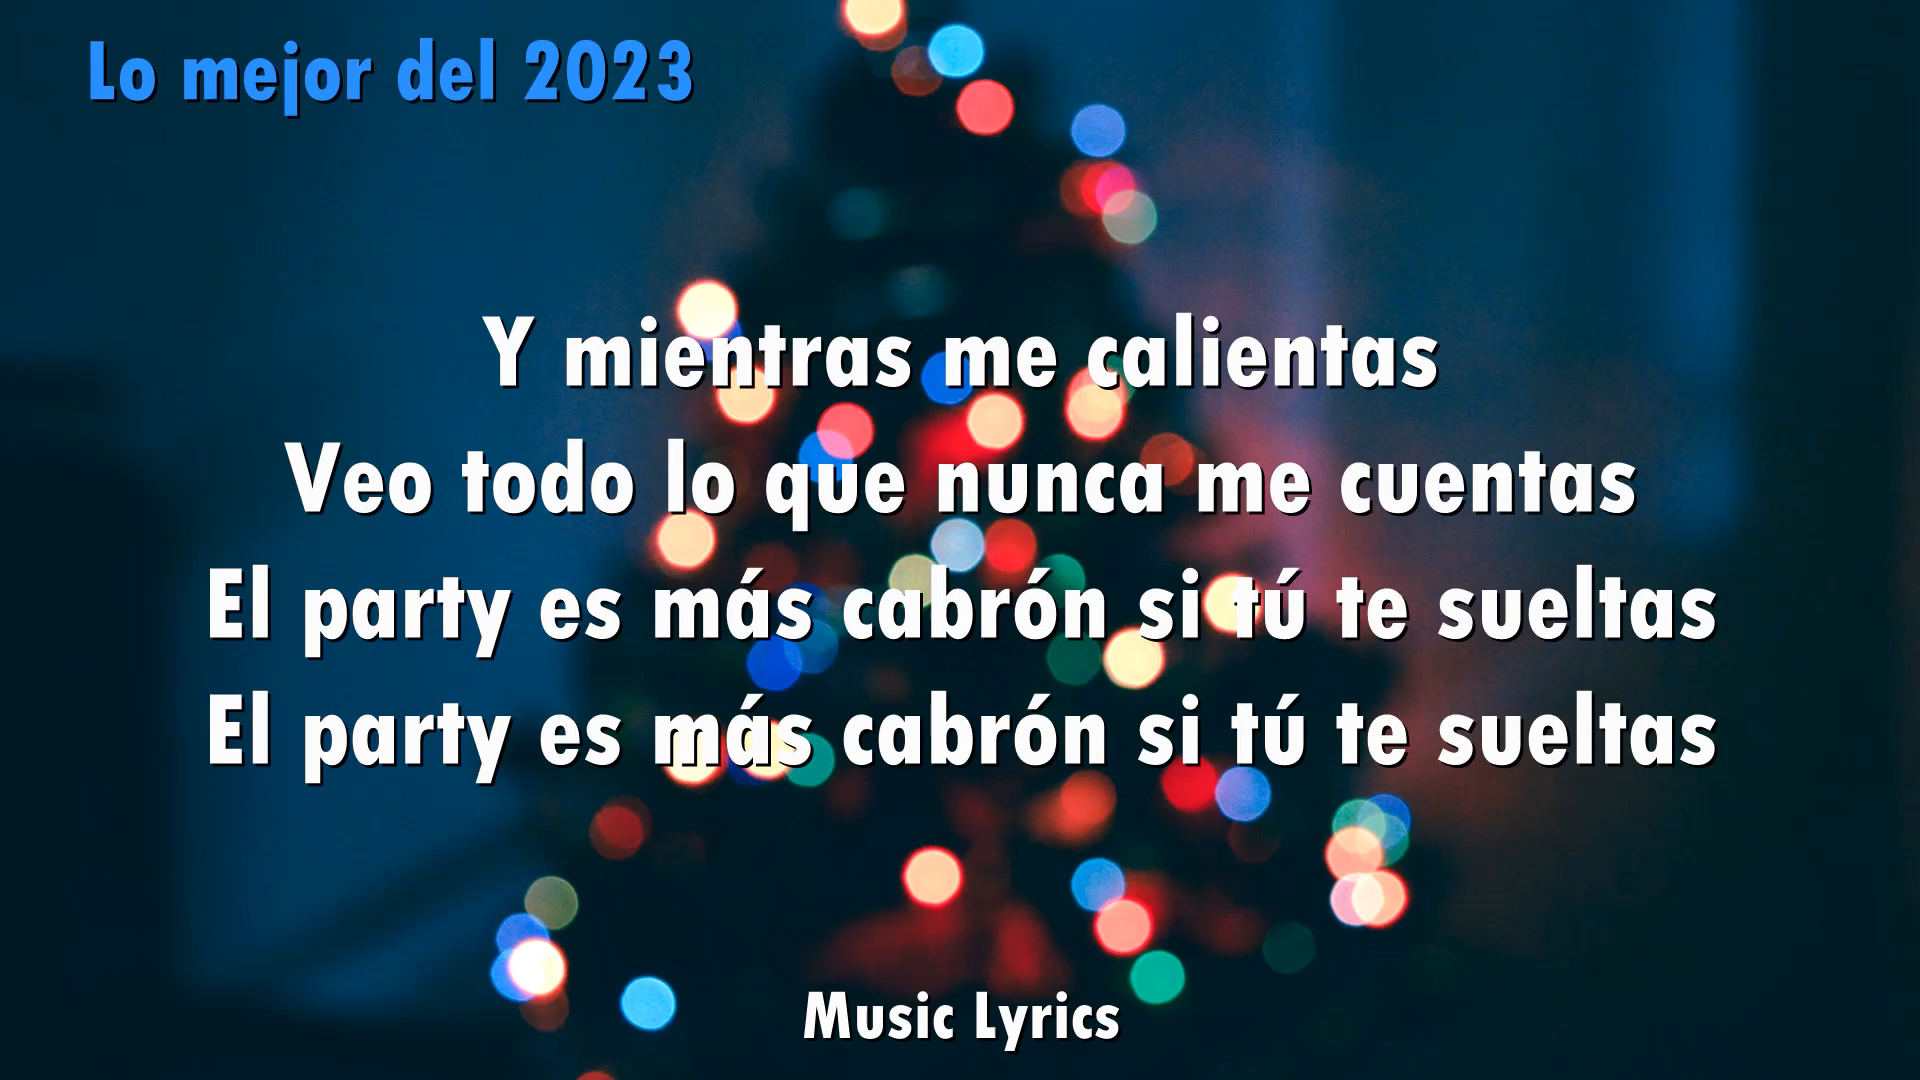 Lo mejor del 2023
Y mientras me calientas
Veo todo lo que nunca me cuentas
El party es más cabrón si tú te sueltas
El party es más cabrón si tú te sueltas
Music Lyrics